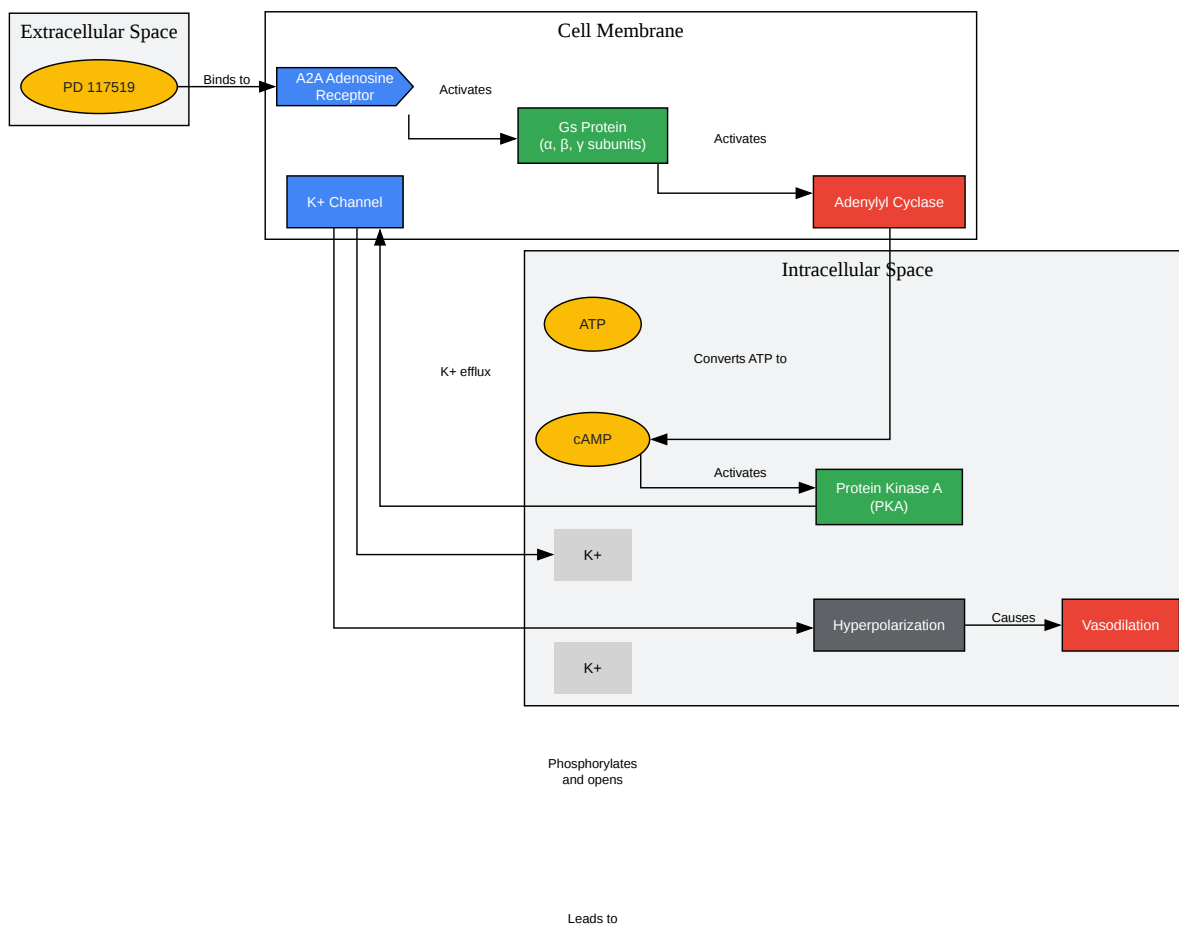 Extracellular Space
PD 117519
Binds to
Cell Membrane
A2A Adenosine
Receptor
Activates
Gs Protein
(α, β, γ subunits)
Activates
K+ Channel
Adenylyl Cyclase
Intracellular Space
ATP
Converts ATP to
K+ efflux
cAMP
Activates
Protein Kinase A
(PKA)
K+
Hyperpolarization
Causes
Vasodilation
K+
Phosphorylates
and opens
Leads to